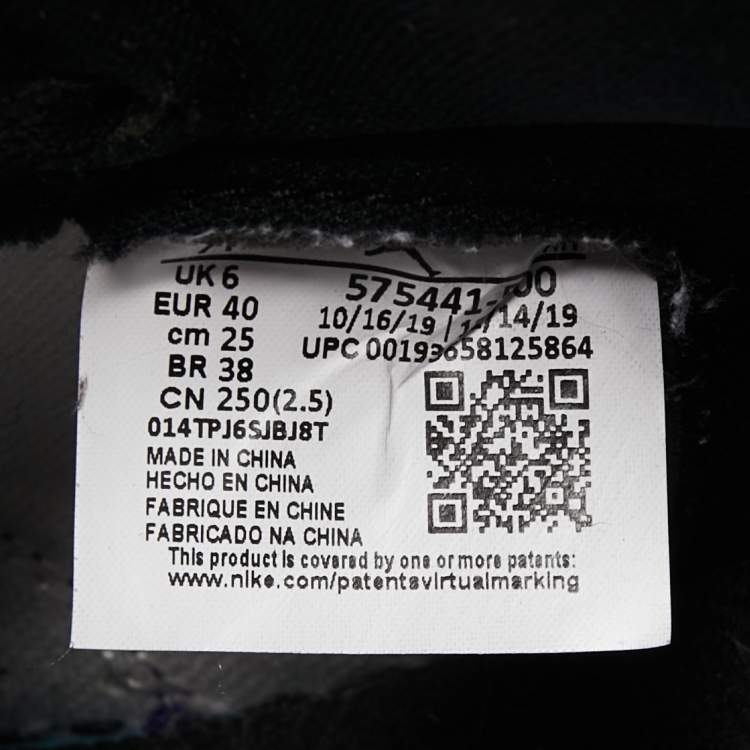 UK 6
EUR 40
cm 25
BR 38
CN 250(2.5)
014TPJ6SJBJ8T
MADE IN CHINA
HECHO EN CHINA
FABRIQUE EN CHINE
FABRICADO NA CHINA
10/16/19
UPC
This product is covered by one or more patents:
www.nike.com/patentsvirtualmarking